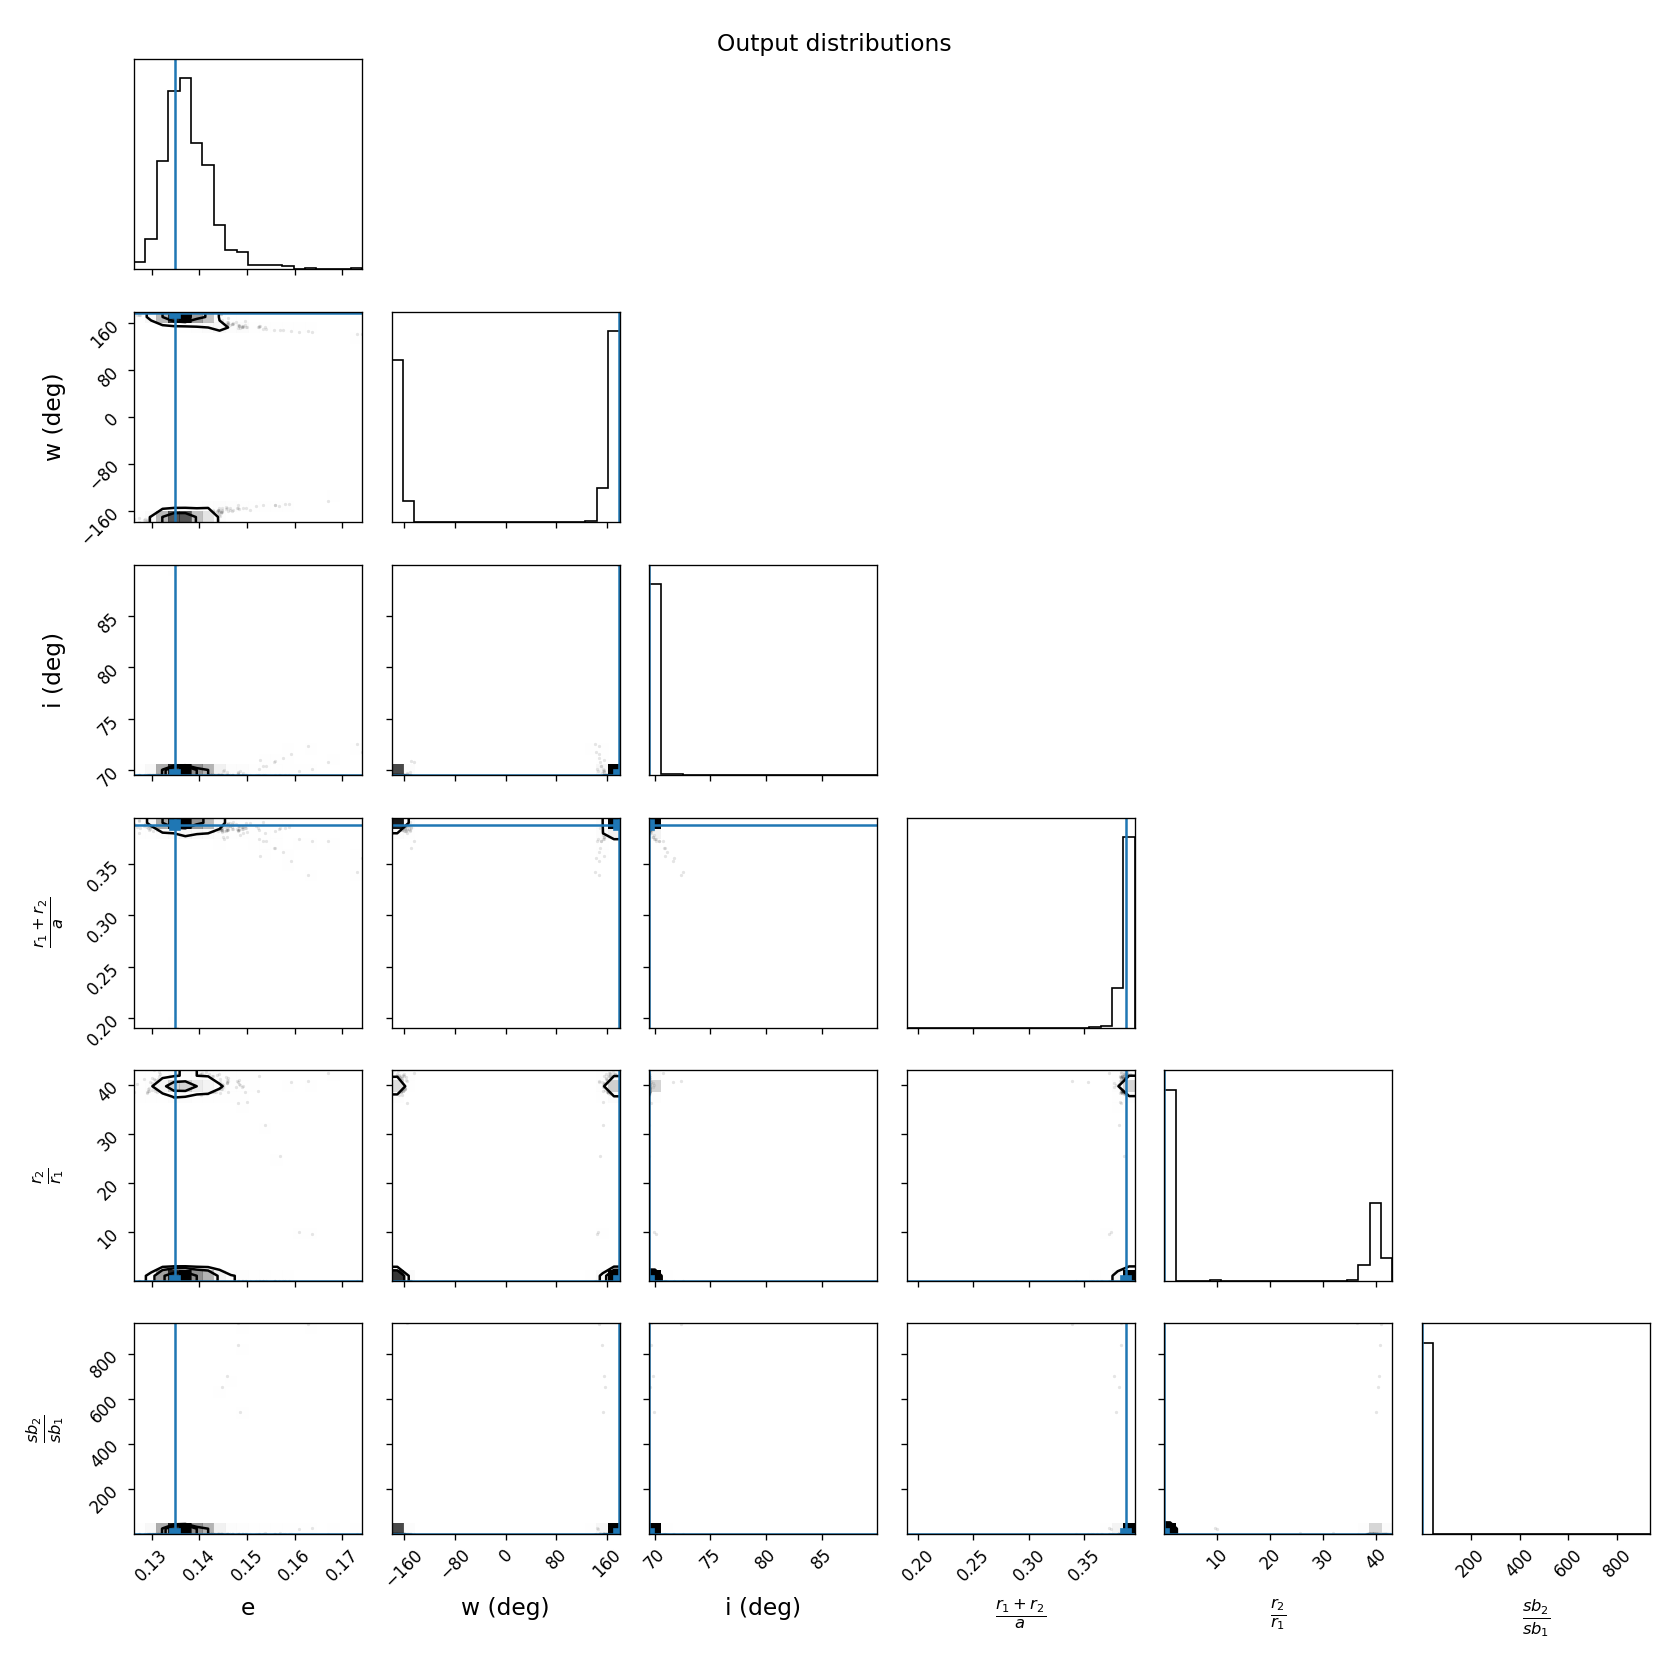 Output distributions
160
80
0
−80
−160
w (deg)
85
80
75
70
i (deg)
0.35
0.30
0.25
0.20
r1 + r2
a
40
30
20
10
r2
r1
800
600
400
200
sb2
sb1
0.13 0.14 0.15 0.16 0.17 −160 −80 0 80 160 70 75 80 85 0.20 0.25 0.30 0.35 10 20 30 40 200 400 600 800
e w (deg) i (deg)
r1 + r2
a
r2
r1
sb2
sb1